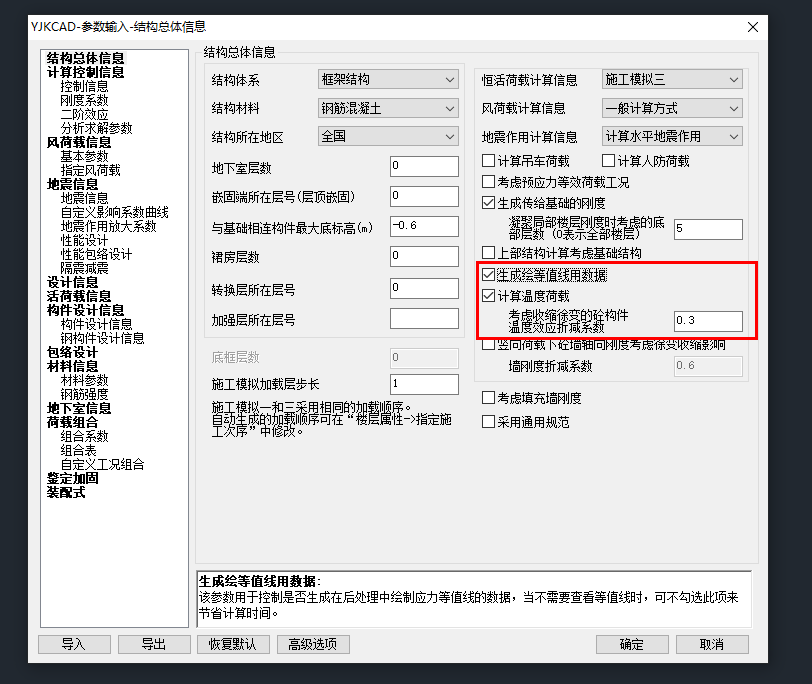 YJKCAD-参数输入-结构总体信息
结构总体信息
计算控制信息
控制信息
刚度系数
二阶效应
分析求解参数
风荷载信息
基本参数
指定风荷载
地震信息
地震信息
自定义影响系数曲线
地震作用放大系数
性能设计
性能包络设计
隔震减震
设计信息
活荷载信息
构件设计信息
构件设计信息
钢构件设计信息
包络设计
材料信息
材料参数
钢筋强度
地下室信息
荷载组合
组合系数
组合表
自定义工况组合
鉴定加固
装配式
结构总体信息
结构体系 框架结构
结构材料 钢筋混凝土
结构所在地区 全国
地下室层数 0
嵌固端所在层号(层顶嵌固) 0
与基础相连构件最大底标高(m) -0.6
裙房层数 0
转换层所在层号 0
加强层所在层号
底框层数 0
施工模拟加载层步长 1
施工模拟一和三采用相同的加载顺序。
自动生成的加载顺序可在“楼层属性->指定施
工次序”中修改。
恒活荷载计算信息 施工模拟三
风荷载计算信息 一般计算方式
地震作用计算信息 计算水平地震作用
计算吊车荷载 计算人防荷载
考虑预应力等效荷载工况
生成传给基础的刚度
凝聚局部楼层刚度时考虑的底
部层数 (0表示全部楼层) 5
上部结构计算考虑基础结构
生成绘等值线用数据
计算温度荷载
考虑收缩徐变的砼构件
温度效应折减系数 0.3
竖向荷载下砼墙轴向刚度考虑徐变收缩影响
墙刚度折减系数 0.6
考虑填充墙刚度
采用通用规范
生成绘等值线用数据:
该参数用于控制是否生成在后处理中绘制应力等值线的数据，当不需要查看等值线时，可不勾选此项来
节省计算时间。
导入 导出 恢复默认 高级选项 确定 取消